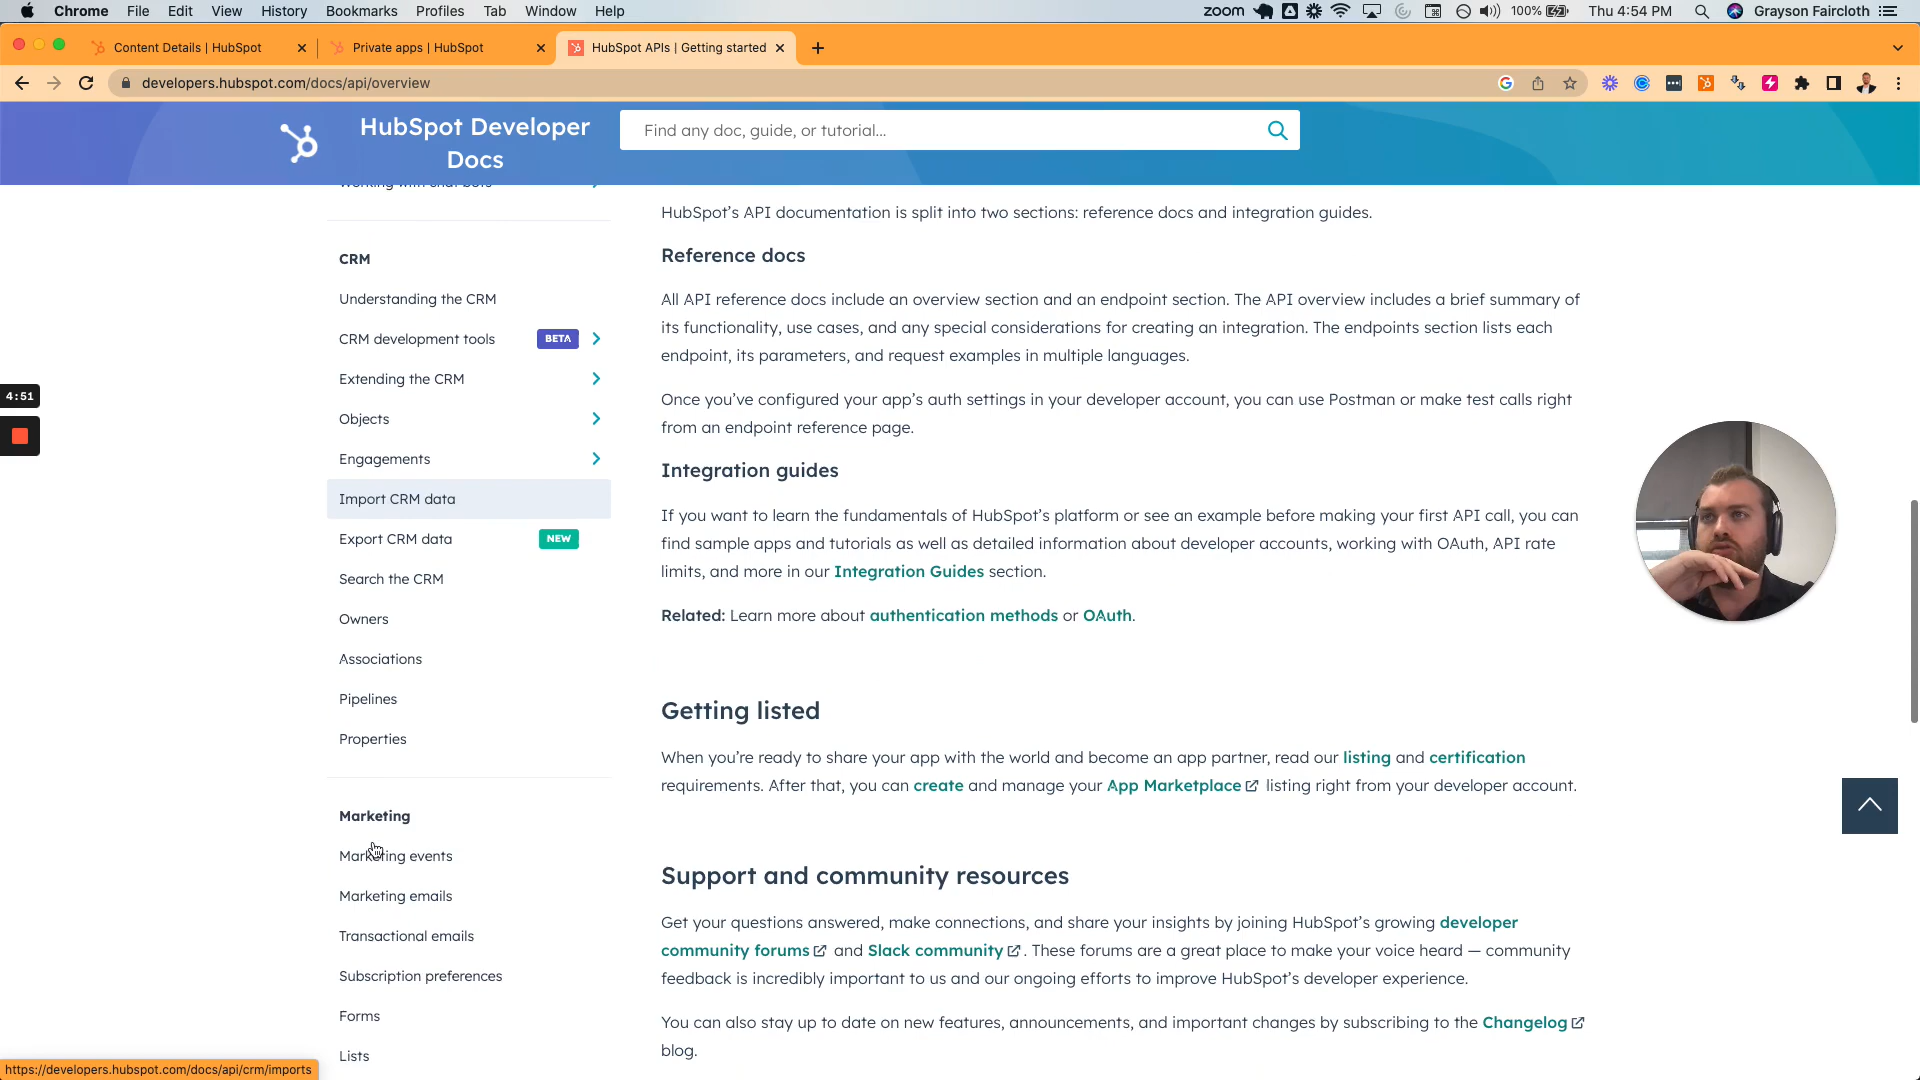 Chrome File Edit View History Bookmarks Profiles Tab Window Help zoom 100% Thu 4:54 PM Grayson Faircloth
Content Details | HubSpot
Private apps | HubSpot
HubSpot APIs | Getting started
developers.hubspot.com/docs/api/overview
HubSpot Developer
Docs
Find any doc, guide, or tutorial...
4:51
Working with chat bots
CRM
Understanding the CRM
CRM development tools BETA
Extending the CRM
Objects
Engagements
Import CRM data
Export CRM data NEW
Search the CRM
Owners
Associations
Pipelines
Properties
Marketing
Marketing events
Marketing emails
Transactional emails
Subscription preferences
Forms
Lists
HubSpot’s API documentation is split into two sections: reference docs and integration guides.
Reference docs
All API reference docs include an overview section and an endpoint section. The API overview includes a brief summary of
its functionality, use cases, and any special considerations for creating an integration. The endpoints section lists each
endpoint, its parameters, and request examples in multiple languages.
Once you’ve configured your app’s auth settings in your developer account, you can use Postman or make test calls right
from an endpoint reference page.
Integration guides
If you want to learn the fundamentals of HubSpot’s platform or see an example before making your first API call, you can
find sample apps and tutorials as well as detailed information about developer accounts, working with OAuth, API rate
limits, and more in our Integration Guides section.
Related: Learn more about authentication methods or OAuth.
Getting listed
When you’re ready to share your app with the world and become an app partner, read our listing and certification
requirements. After that, you can create and manage your App Marketplace listing right from your developer account.
Support and community resources
Get your questions answered, make connections, and share your insights by joining HubSpot’s growing developer
community forums and Slack community. These forums are a great place to make your voice heard — community
feedback is incredibly important to us and our ongoing efforts to improve HubSpot’s developer experience.
You can also stay up to date on new features, announcements, and important changes by subscribing to the Changelog
blog.
https://developers.hubspot.com/docs/api/crm/imports